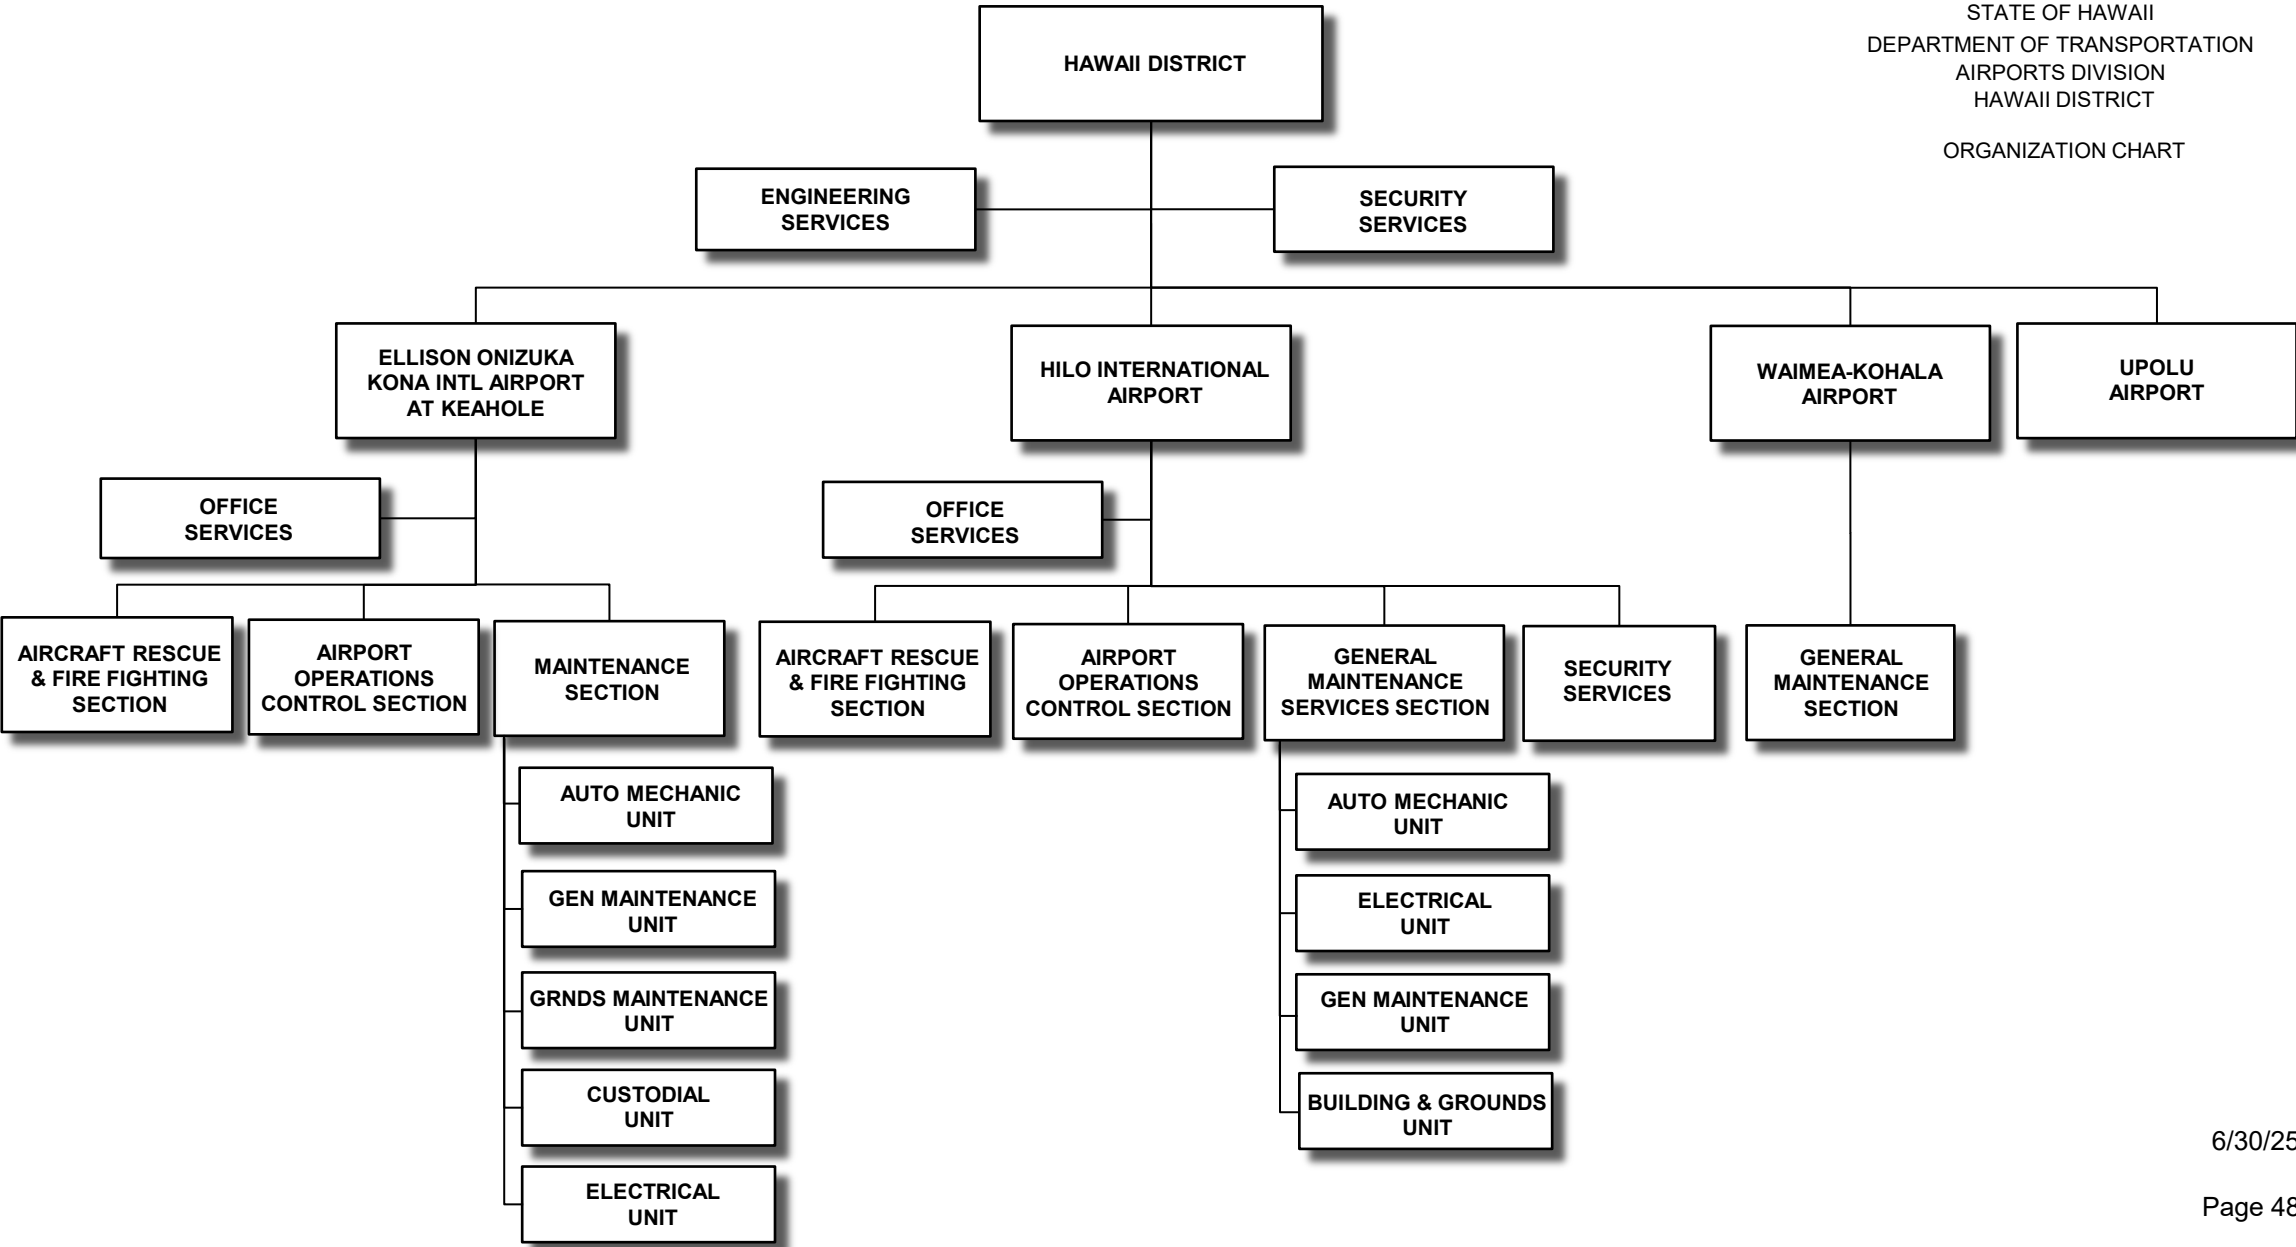 STATE OF HAWAII
DEPARTMENT OF TRANSPORTATION
AIRPORTS DIVISION
HAWAII DISTRICT
ORGANIZATION CHART
HAWAII DISTRICT
ENGINEERING
SERVICES
SECURITY
SERVICES
ELLISON ONIZUKA
KONA INTL AIRPORT
AT KEAHOLE
HILO INTERNATIONAL
AIRPORT
WAIMEA-KOHALA
AIRPORT
UPOLU
AIRPORT
OFFICE
SERVICES
OFFICE
SERVICES
AIRCRAFT RESCUE
& FIRE FIGHTING
SECTION
AIRPORT
OPERATIONS
CONTROL SECTION
MAINTENANCE
SECTION
AIRCRAFT RESCUE
& FIRE FIGHTING
SECTION
AIRPORT
OPERATIONS
CONTROL SECTION
GENERAL
MAINTENANCE
SERVICES SECTION
SECURITY
SERVICES
GENERAL
MAINTENANCE
SECTION
AUTO MECHANIC
UNIT
GEN MAINTENANCE
UNIT
GRNDS MAINTENANCE
UNIT
CUSTODIAL
UNIT
ELECTRICAL
UNIT
AUTO MECHANIC
UNIT
ELECTRICAL
UNIT
GEN MAINTENANCE
UNIT
BUILDING & GROUNDS
UNIT
6/30/25
Page 48